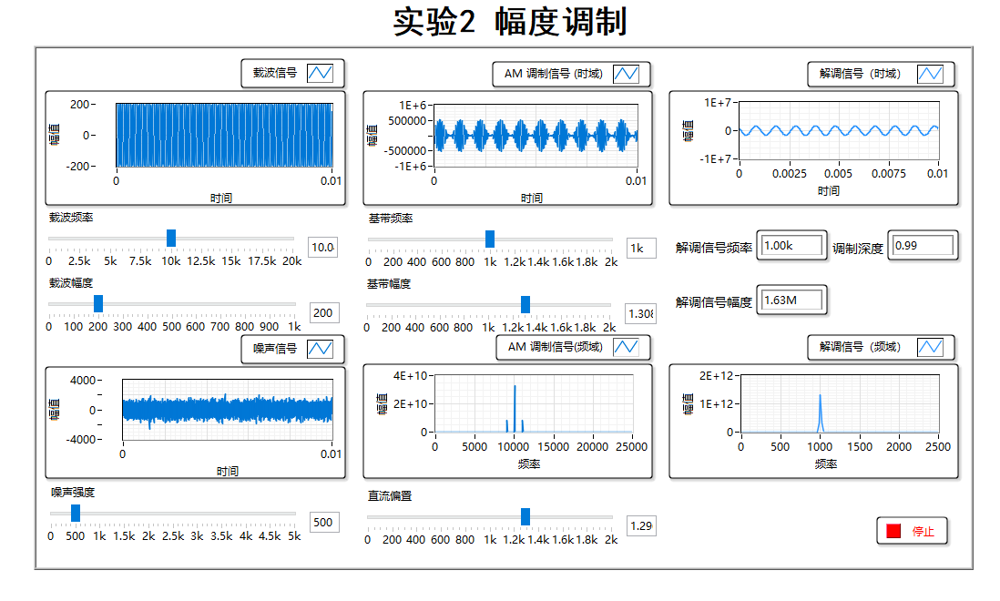 实验2 幅度调制
载波信号
200
0
-200
幅值
0
0.01
时间
AM 调制信号 (时域)
1E+6
500000
-500000
-1E+6
幅值
0
0.01
时间
解调信号（时域）
1E+7
0
-1E+7
幅值
0 0.0025 0.005 0.0075 0.01
时间
载波频率
10.0
0 2.5k 5k 7.5k 10k 12.5k 15k 17.5k 20k
基带频率
1k
0 200 400 600 800 1k 1.2k 1.4k 1.6k 1.8k 2k
解调信号频率 1.00k 调制深度 0.99
载波幅度
200
0 100 200 300 400 500 600 700 800 900 1k
基带幅度
1.308
0 200 400 600 800 1k 1.2k 1.4k 1.6k 1.8k 2k
解调信号幅度 1.63M
噪声信号
4000
0
-4000
幅值
0
0.01
时间
AM 调制信号(频域)
4E+10
2E+10
0
幅值
0 5000 10000 15000 20000 25000
频率
解调信号（频域）
2E+12
1E+12
0
幅值
0 500 1000 1500 2000 2500
频率
噪声强度
500
0 500 1k 1.5k 2k 2.5k 3k 3.5k 4k 4.5k 5k
直流偏置
1.29
0 200 400 600 800 1k 1.2k 1.4k 1.6k 1.8k 2k
停止